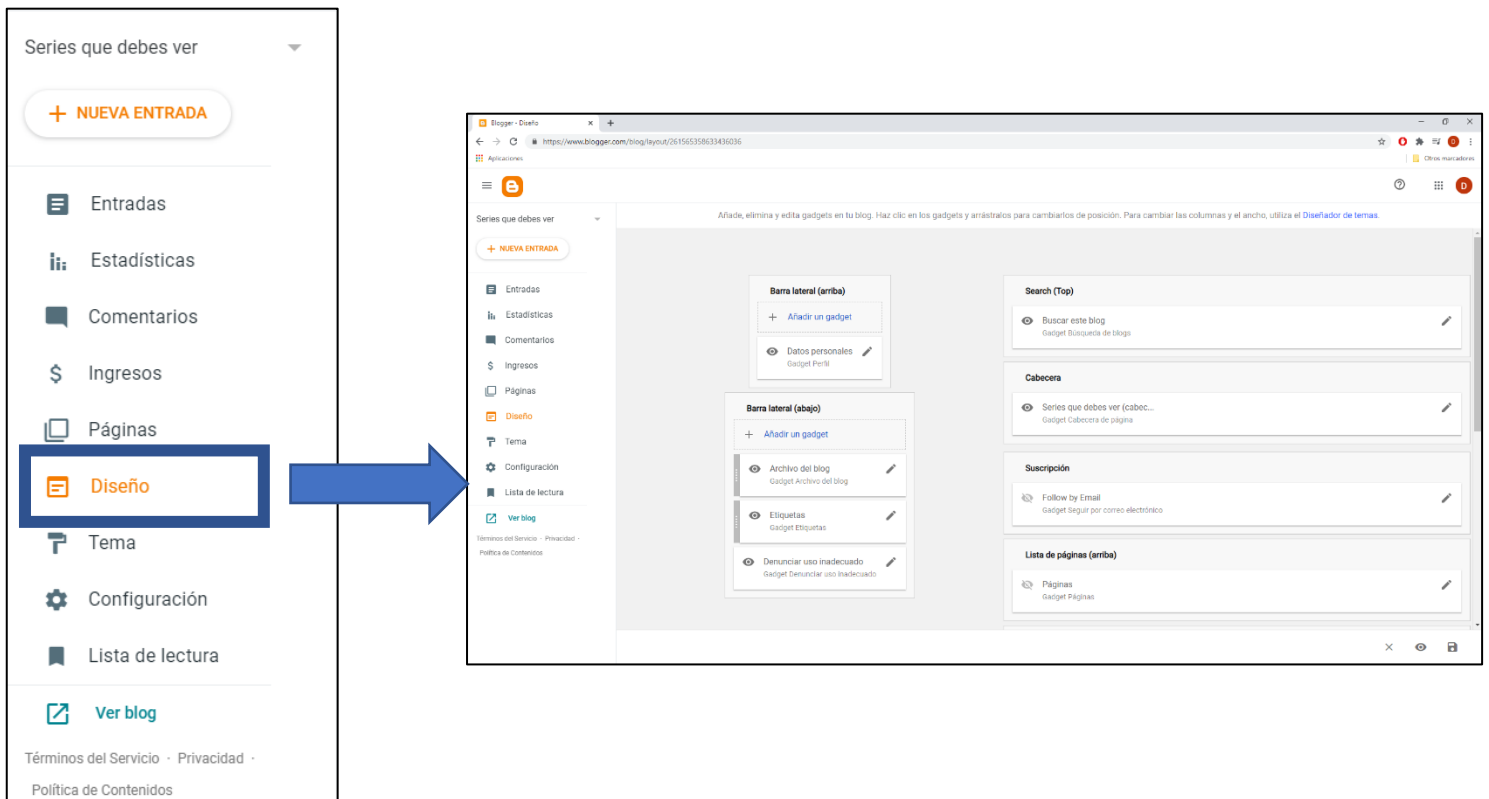 Series que debes ver
+ NUEVA ENTRADA
Entradas
Estadísticas
Comentarios
Ingresos
Páginas
Diseño
Tema
Configuración
Lista de lectura
Ver blog
Términos del Servicio · Privacidad ·
Política de Contenidos
Blogger - Diseño
https://www.blogger.com/blog/layout/261565358633436036
Aplicaciones
Otros marcadores
D
Series que debes ver
Añade, elimina y edita gadgets en tu blog. Haz clic en los gadgets y arrástralos para cambiarlos de posición. Para cambiar las columnas y el ancho, utiliza el Diseñador de temas.
+ NUEVA ENTRADA
Entradas
Estadísticas
Comentarios
Ingresos
Páginas
Diseño
Tema
Configuración
Lista de lectura
Ver blog
Términos del Servicio · Privacidad ·
Política de Contenidos
Barra lateral (arriba)
+ Añadir un gadget
Datos personales
Gadget Perfil
Barra lateral (abajo)
+ Añadir un gadget
Archivo del blog
Gadget Archivo del blog
Etiquetas
Gadget Etiquetas
Denunciar uso inadecuado
Gadget Denunciar uso inadecuado
Search (Top)
Buscar este blog
Gadget Búsqueda de blogs
Cabecera
Series que debes ver (cabec...
Gadget Cabecera de página
Suscripción
Follow by Email
Gadget Seguir por correo electrónico
Lista de páginas (arriba)
Páginas
Gadget Páginas